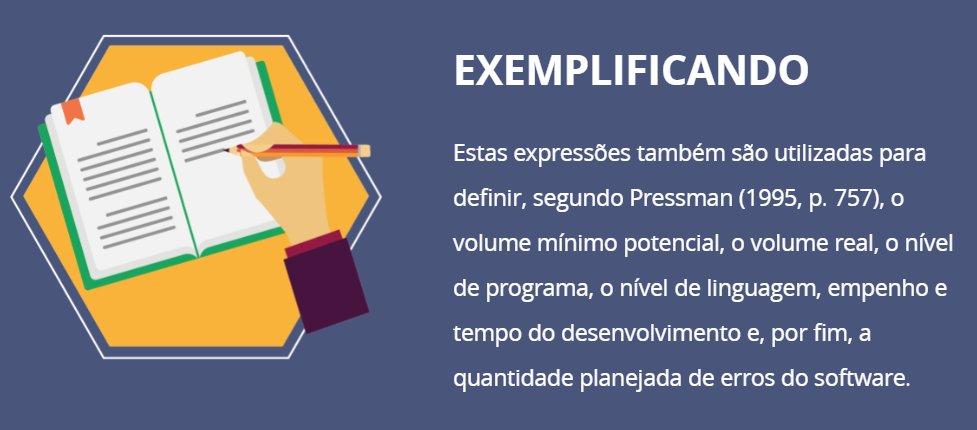 EXEMPLIFICANDO
Estas expressões também são utilizadas para
definir, segundo Pressman (1995, p. 757), o
volume mínimo potencial, o volume real, o nível
de programa, o nível de linguagem, empenho e
tempo do desenvolvimento e, por fim, a
quantidade planejada de erros do software.